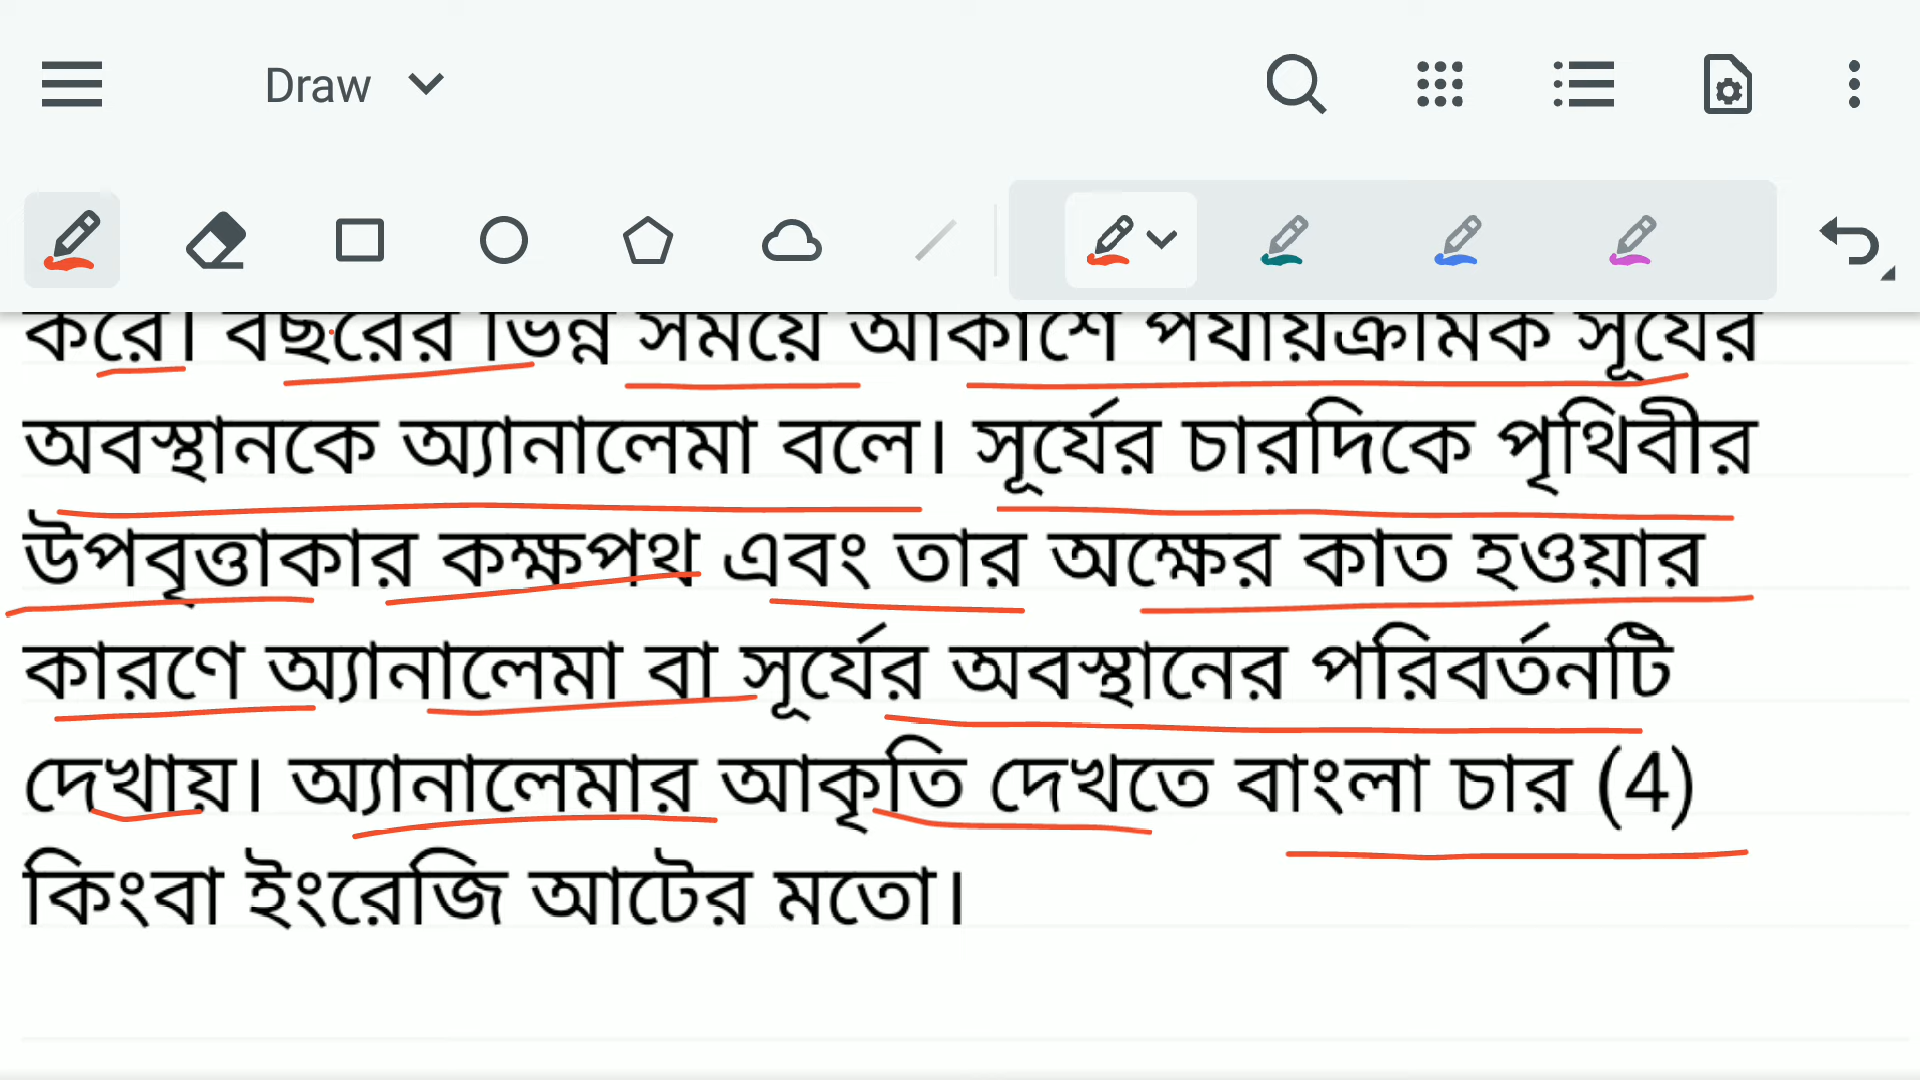 Draw
করে। বছরের ভিন্ন সময়ে আকাশে পর্যায়ক্রমিক সূর্যের
অবস্থানকে অ্যানালেমা বলে। সূর্যের চারদিকে পৃথিবীর
উপবৃত্তাকার কক্ষপথ এবং তার অক্ষের কাত হওয়ার
কারণে অ্যানালেমা বা সূর্যের অবস্থানের পরিবর্তনটি
দেখায়। অ্যানালেমার আকৃতি দেখতে বাংলা চার (4)
কিংবা ইংরেজি আটের মতো।